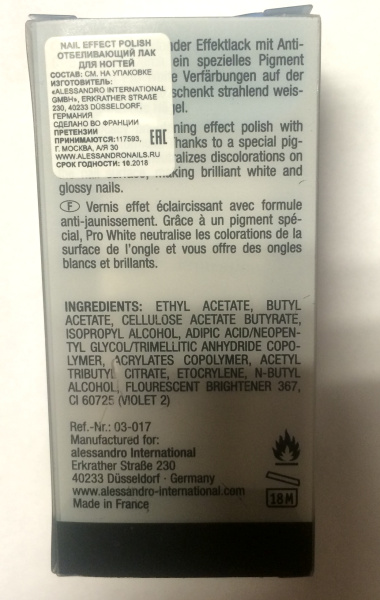 NAIL EFFECT POLISH
ОТБЕЛИВАЮЩИЙ ЛАК
ДЛЯ НОГТЕЙ
СОСТАВ: СМ. НА УПАКОВКЕ
ИЗГОТОВИТЕЛЬ:
«ALESSANDRO INTERNATIONAL
GMBH», ERKRATHER STRAßE
230, 40233 DÜSSELDORF,
ГЕРМАНИЯ
СДЕЛАНО ВО ФРАНЦИИ
ПРЕТЕНЗИИ
ПРИНИМАЮТСЯ:117593,
Г. МОСКВА, А/Я 30
WWW.ALESSANDRONAILS.RU
СРОК ГОДНОСТИ: 10.2018
EAC
nder Effektlack mit Anti-
ein spezielles Pigment
e Verfärbungen auf der
schenkt strahlend weis-
gel.
ning effect polish with
Thanks to a special pig-
ralizes discolorations on
making brilliant white and
glossy nails.
F Vernis effet éclaircissant avec formule
anti-jaunissement. Grâce à un pigment spé-
cial, Pro White neutralise les colorations de la
surface de l'ongle et vous offre des ongles
blancs et brillants.
INGREDIENTS: ETHYL ACETATE, BUTYL
ACETATE, CELLULOSE ACETATE BUTYRATE,
ISOPROPYL ALCOHOL, ADIPIC ACID/NEOPEN-
TYL GLYCOL/TRIMELLITIC ANHYDRIDE COPO-
LYMER, ACRYLATES COPOLYMER, ACETYL
TRIBUTYL CITRATE, ETOCRYLENE, N-BUTYL
ALCOHOL, FLOURESCENT BRIGHTENER 367,
CI 60725 (VIOLET 2)
Ref.-Nr.: 03-017
Manufactured for:
alessandro International
Erkrather Straße 230
40233 Düsseldorf · Germany
www.alessandro-international.com
Made in France
18M